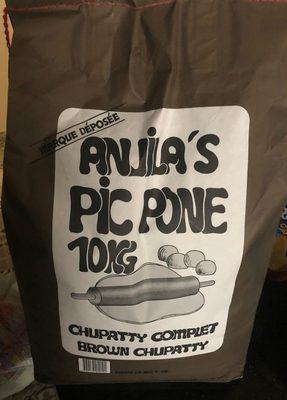 MARQUE DÉPOSÉE
ANJILA'S
PIC PONE
10KG
CHUPATTY COMPLET
BROWN CHUPATTY